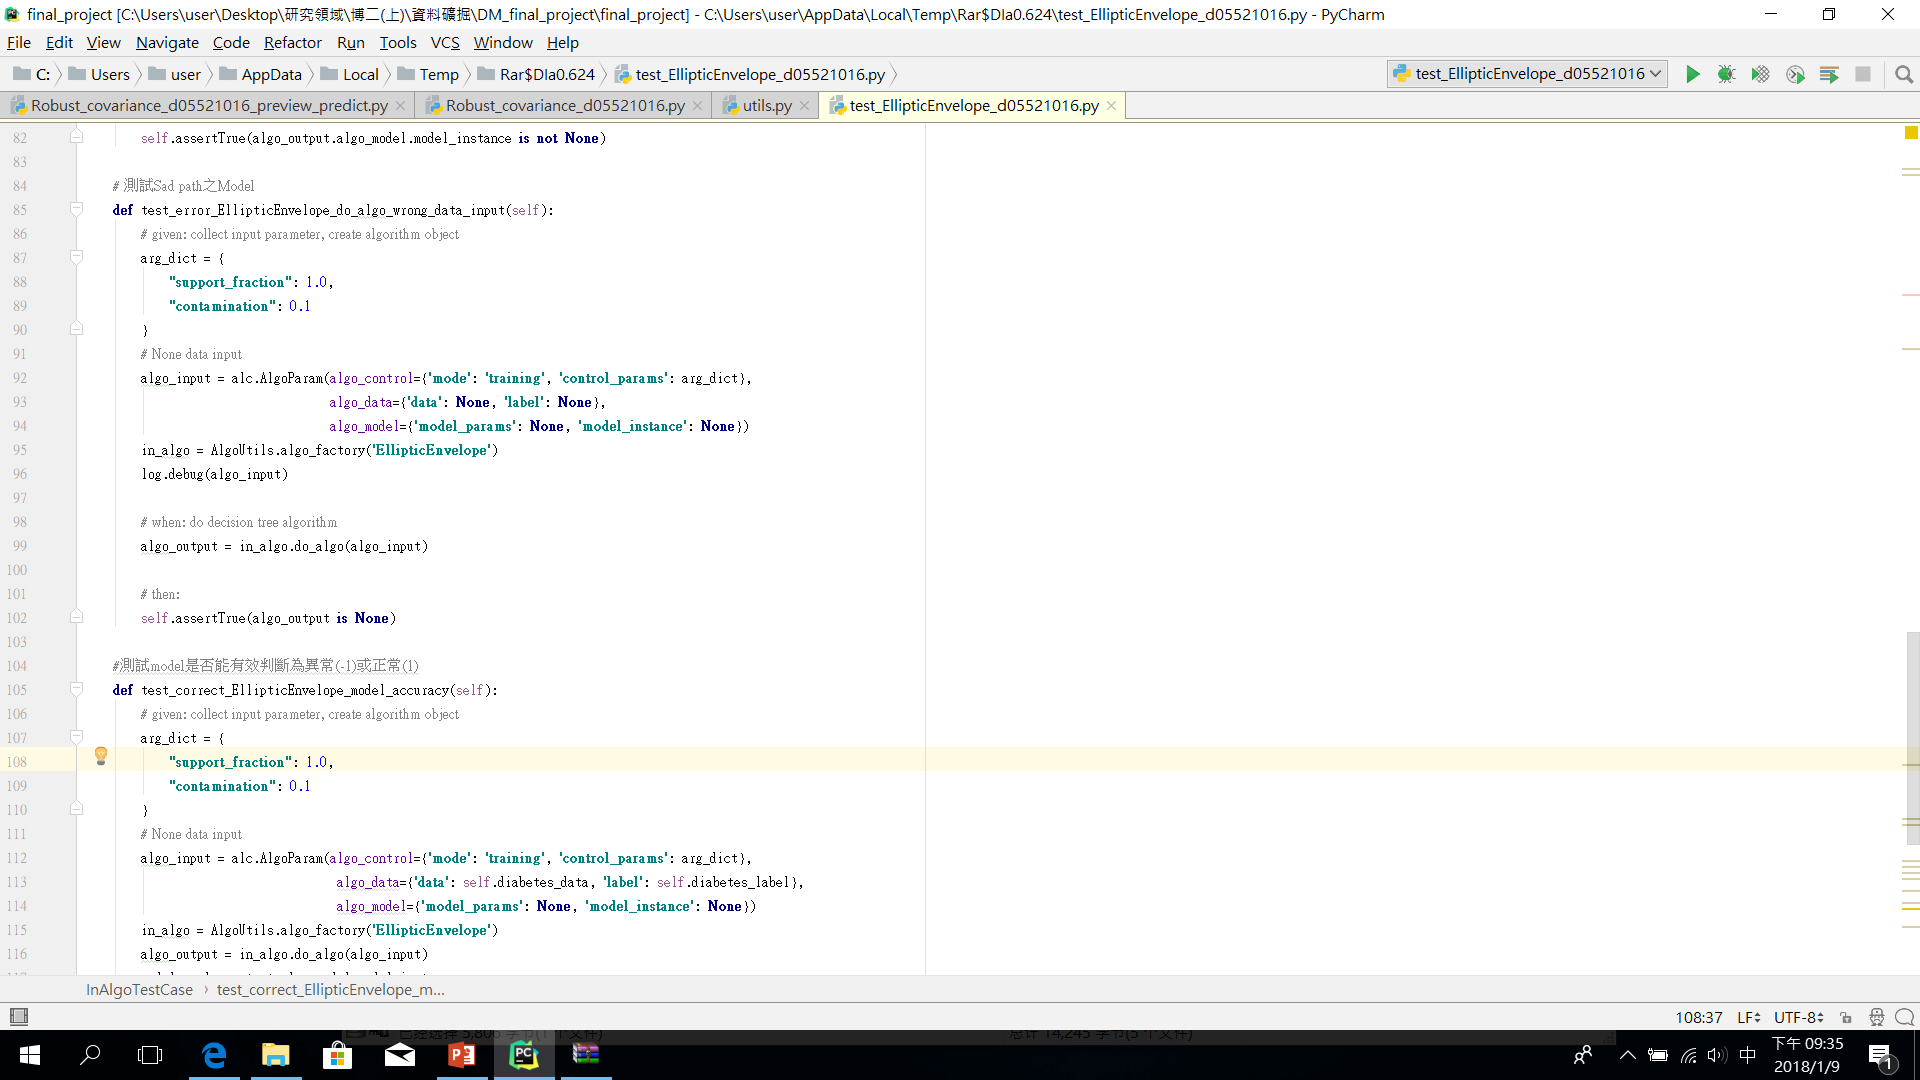 final_project [C:\Users\user\Desktop\研究領域\博二(上)\資料礦掘\DM_final_project\final_project] - C:\Users\user\AppData\Local\Temp\Rar$DIa0.624\test_EllipticEnvelope_d05521016.py - PyCharm
File Edit View Navigate Code Refactor Run Tools VCS Window Help
C: Users user AppData Local Temp Rar$DIa0.624 test_EllipticEnvelope_d05521016.py test_EllipticEnvelope_d05521016
Robust_covariance_d05521016_preview_predict.py Robust_covariance_d05521016.py utils.py test_EllipticEnvelope_d05521016.py
82 self.assertTrue(algo_output.algo_model.model_instance is not None)
83
84 # 測試Sad path之Model
85 def test_error_EllipticEnvelope_do_algo_wrong_data_input(self):
86 # given: collect input parameter, create algorithm object
87 arg_dict = {
88 "support_fraction": 1.0,
89 "contamination": 0.1
90 }
91 # None data input
92 algo_input = alc.AlgoParam(algo_control={'mode': 'training', 'control_params': arg_dict},
93 algo_data={'data': None, 'label': None},
94 algo_model={'model_params': None, 'model_instance': None})
95 in_algo = AlgoUtils.algo_factory('EllipticEnvelope')
96 log.debug(algo_input)
97
98 # when: do decision tree algorithm
99 algo_output = in_algo.do_algo(algo_input)
100
101 # then:
102 self.assertTrue(algo_output is None)
103
104 #測試model是否能有效判斷為異常(-1)或正常(1)
105 def test_correct_EllipticEnvelope_model_accuracy(self):
106 # given: collect input parameter, create algorithm object
107 arg_dict = {
108 "support_fraction": 1.0,
109 "contamination": 0.1
110 }
111 # None data input
112 algo_input = alc.AlgoParam(algo_control={'mode': 'training', 'control_params': arg_dict},
113 algo_data={'data': self.diabetes_data, 'label': self.diabetes_label},
114 algo_model={'model_params': None, 'model_instance': None})
115 in_algo = AlgoUtils.algo_factory('EllipticEnvelope')
116 algo_output = in_algo.do_algo(algo_input)
InAlgoTestCase › test_correct_EllipticEnvelope_m...
108:37 LF UTF-8
下午 09:35
中
2018/1/9
1